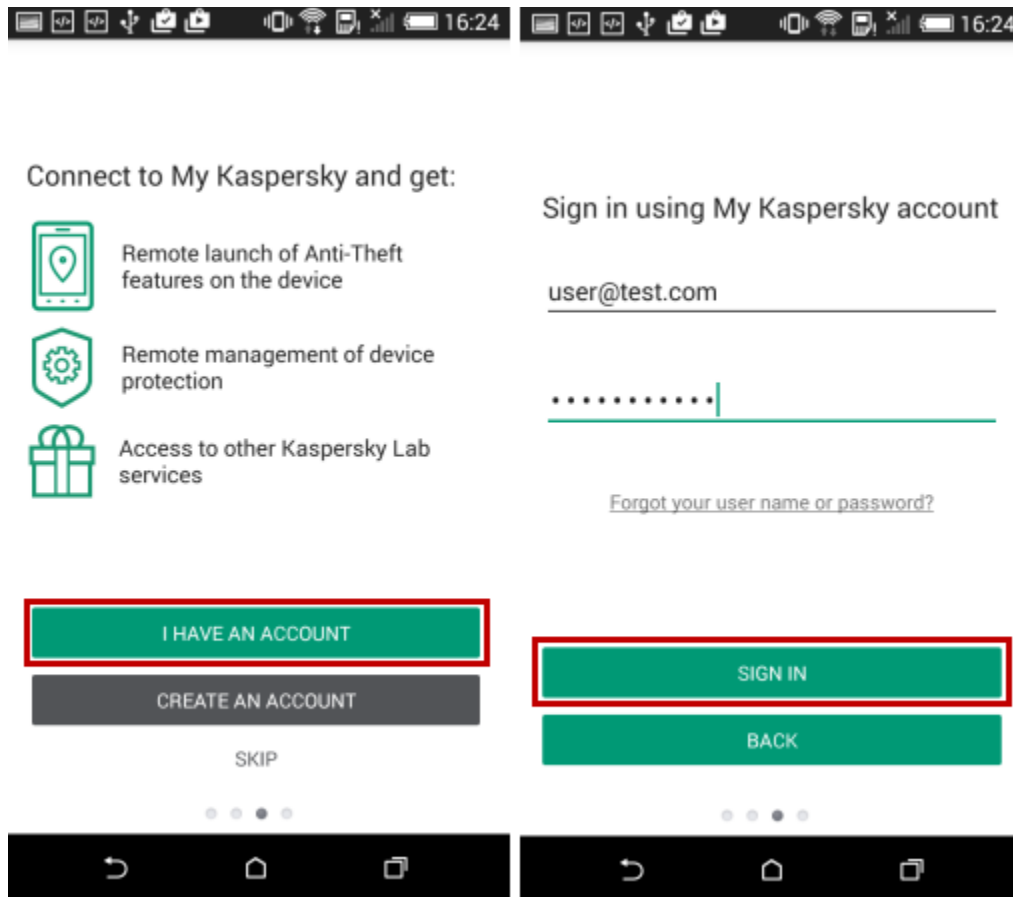 16:24
Connect to My Kaspersky and get:
Remote launch of Anti-Theft
features on the device
Remote management of device
protection
Access to other Kaspersky Lab
services
I HAVE AN ACCOUNT
CREATE AN ACCOUNT
SKIP
16:24
Sign in using My Kaspersky account
user@test.com
Forgot your user name or password?
SIGN IN
BACK